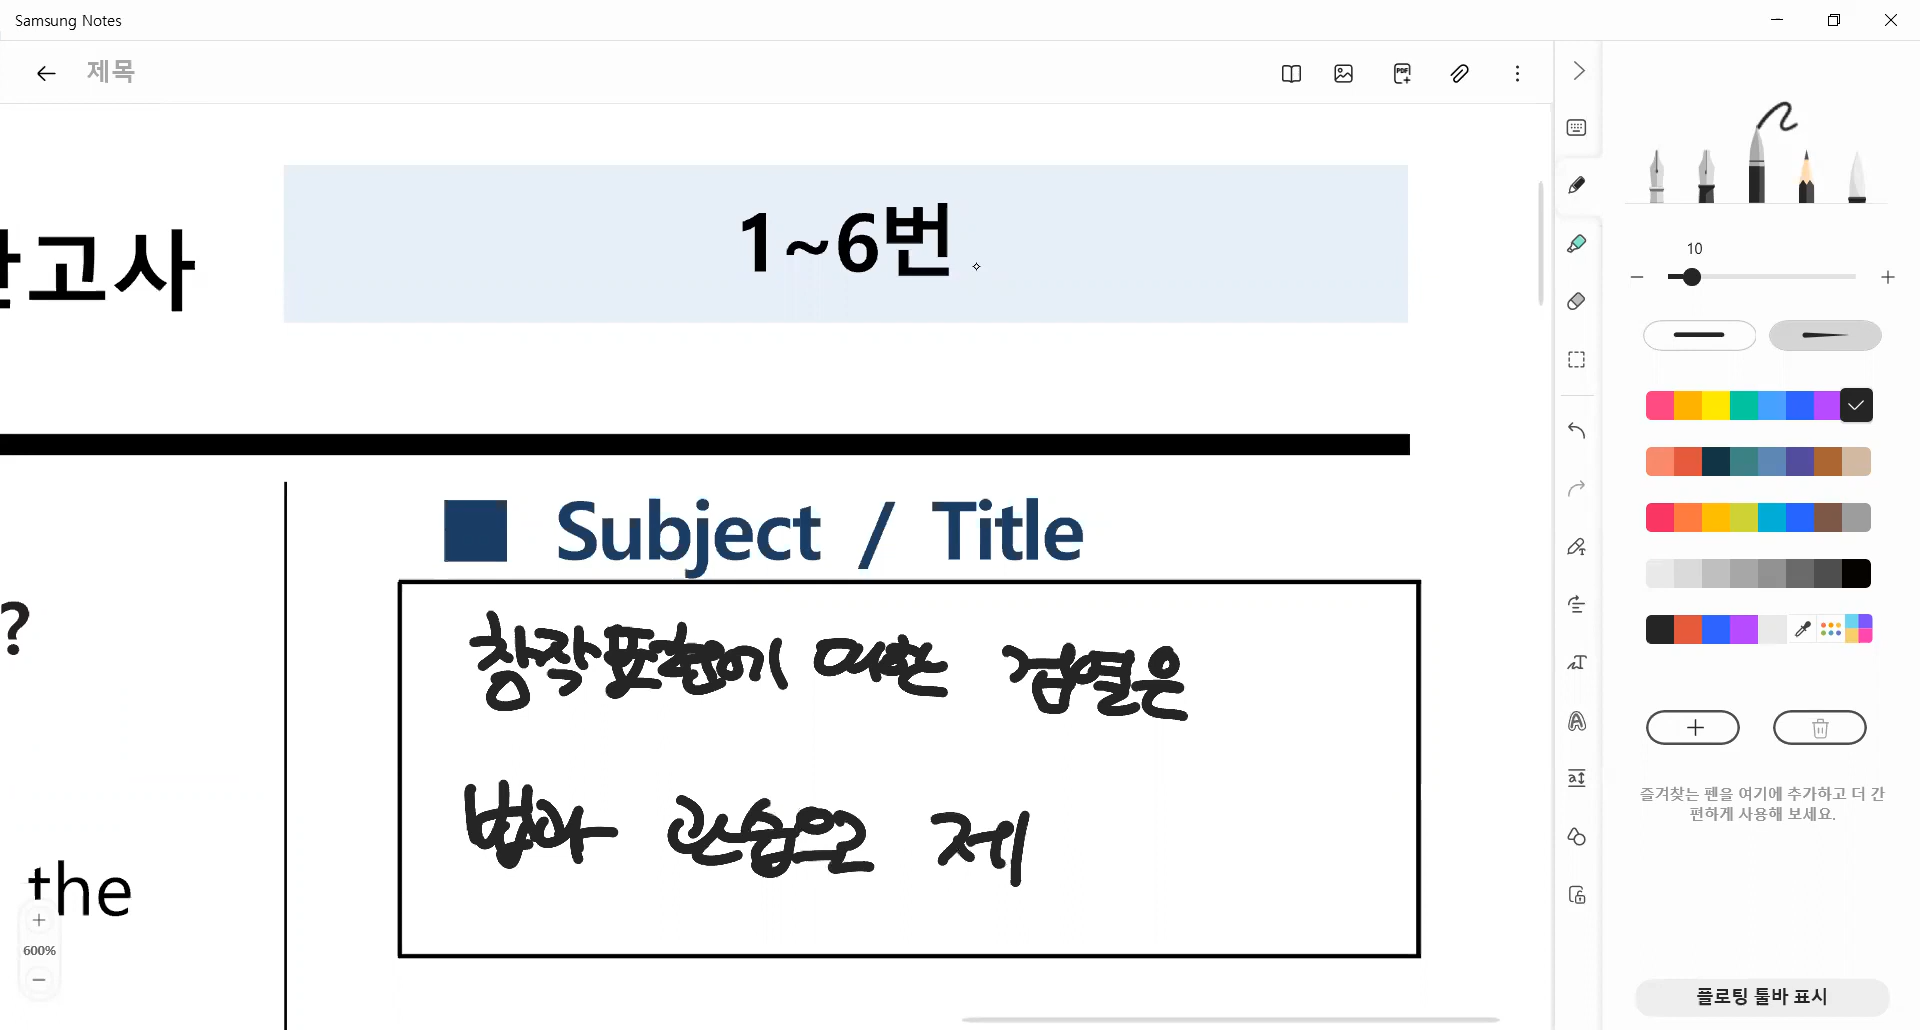 Samsung Notes
제목
1~6번
고사
Subject / Title
창작표현에 대한 검열은
법과 관습으로 제
?
the
600%
10
즐겨찾는 펜을 여기에 추가하고 더 간
편하게 사용해 보세요.
플로팅 툴바 표시